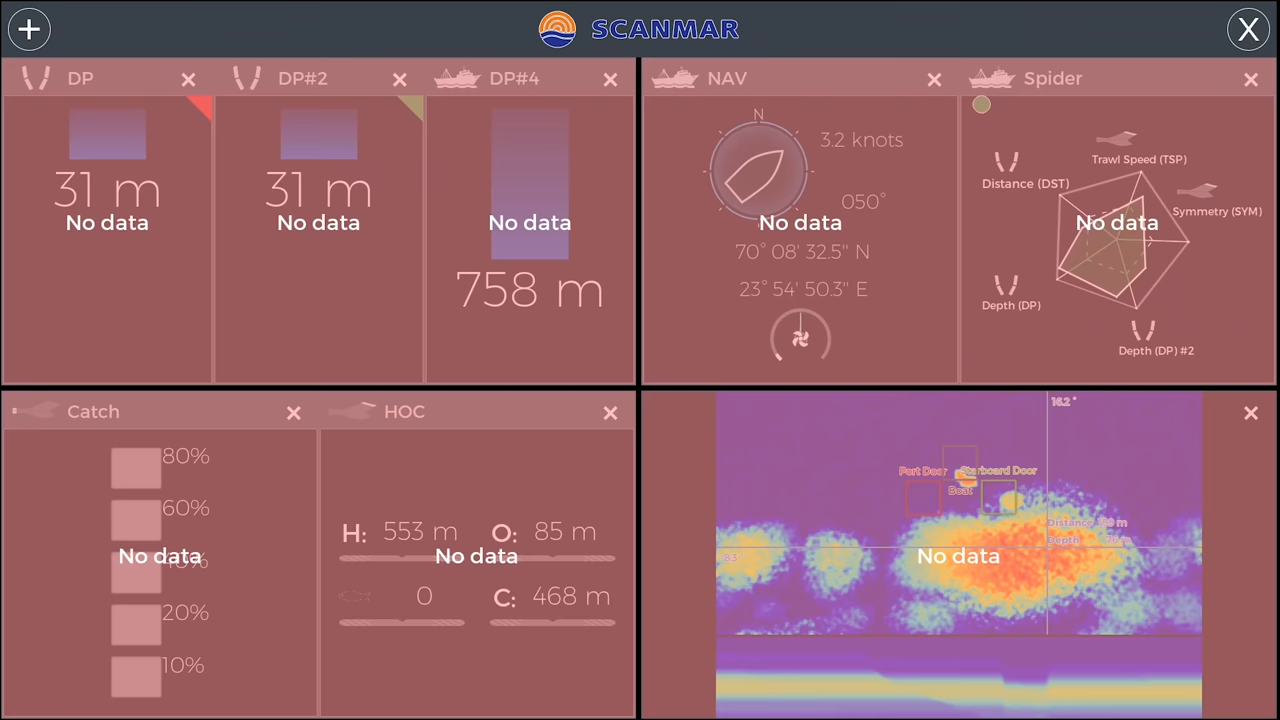 +
SCANMAR
X
DP
DP#2
DP#4
NAV
Spider
31 m
No data
31 m
No data
No data
758 m
N
3.2 knots
050°
No data
70° 08' 32.5" N
23° 54' 50.3" E
Trawl Speed (TSP)
Distance (DST)
Symmetry (SYM)
No data
Depth (DP)
Depth (DP) #2
Catch
HOC
80%
60%
No data
20%
10%
H: 553 m O: 85 m
No data
0 C: 468 m
16.2 °
Port Door
Starboard Door
Boat
Distance
Depth
83
No data